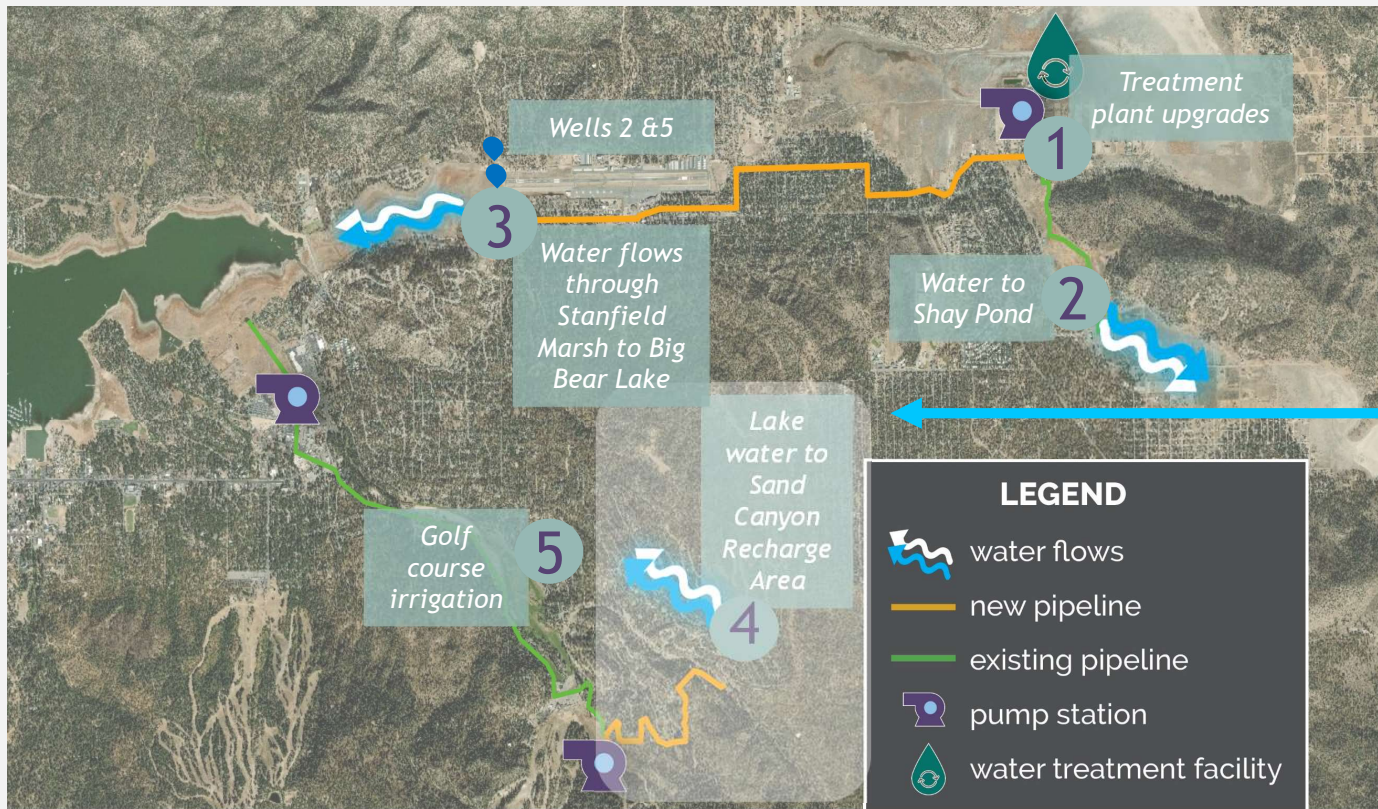 Wells 2 &5
Treatment
plant upgrades
1
3
Water flows
through
Stanfield
Marsh to Big
Bear Lake
Water to
Shay Pond
2
Lake
water to
Sand
Canyon
Recharge
Area
4
Golf
course
irrigation
5
LEGEND
water flows
new pipeline
existing pipeline
pump station
water treatment facility